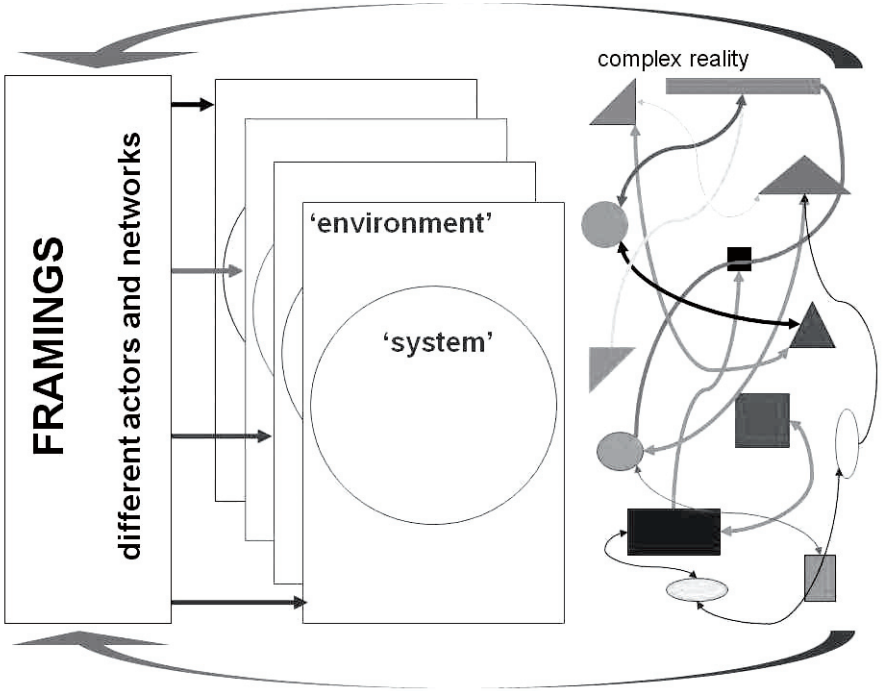 complex reality
FRAMINGS
different actors and networks
‘environment’
‘system’